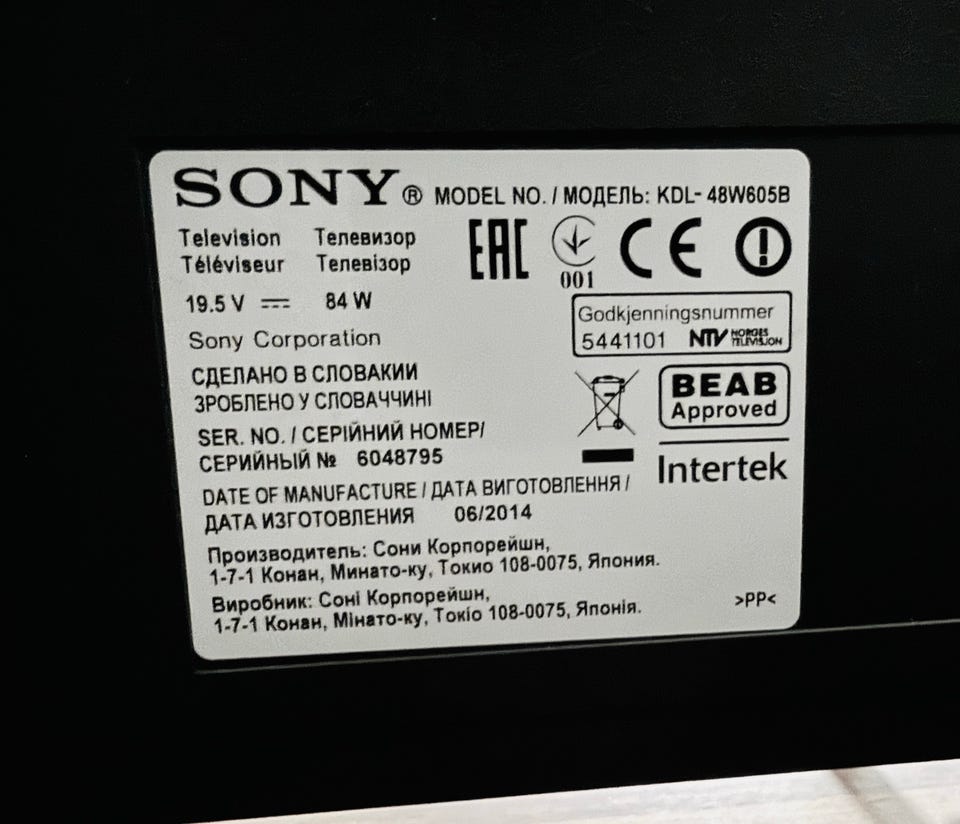 SONY® MODEL NO. / МОДЕЛЬ: KDL- 48W605B
Television Телевизор
Téléviseur Телевізор
EAC
001
CE
19.5 V 84 W
Godkjenningsnummer
5441101 NTV NORGES TELEVISJON
Sony Corporation
СДЕЛАНО В СЛОВАКИИ
ЗРОБЛЕНО У СЛОВАЧЧИНІ
BEAB
Approved
SER. NO. / СЕРІЙНИЙ НОМЕР/
СЕРИЙНЫЙ № 6048795
Intertek
DATE OF MANUFACTURE / ДАТА ВИГОТОВЛЕННЯ /
ДАТА ИЗГОТОВЛЕНИЯ 06/2014
Производитель: Сони Корпорейшн,
1-7-1 Конан, Минато-ку, Токио 108-0075, Япония.
Виробник: Соні Корпорейшн,
1-7-1 Конан, Мінато-ку, Токіо 108-0075, Японія.
>PP<